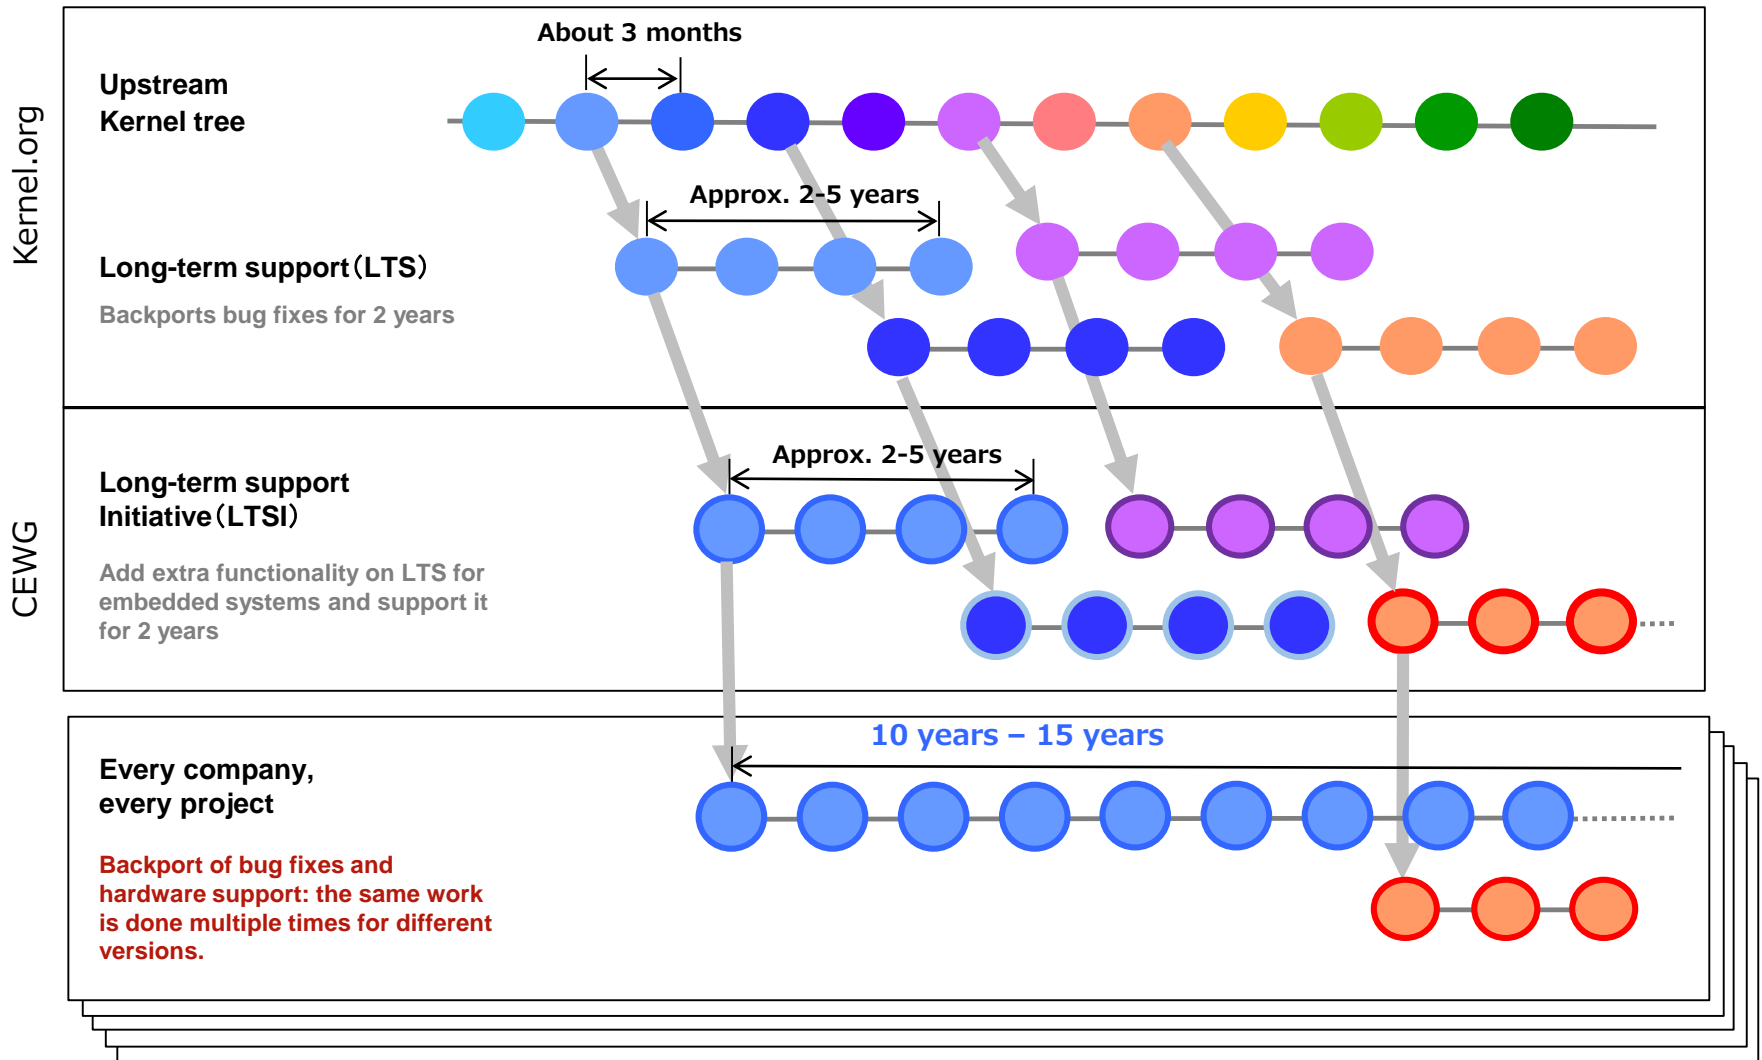 Kernel.org
About 3 months
Upstream
Kernel tree
Approx. 2-5 years
Long-term support（LTS）
Backports bug fixes for 2 years
CEWG
Approx. 2-5 years
Long-term support
Initiative（LTSI）
Add extra functionality on LTS for
embedded systems and support it
for 2 years
10 years – 15 years
Every company,
every project
Backport of bug fixes and
hardware support: the same work
is done multiple times for different
versions.